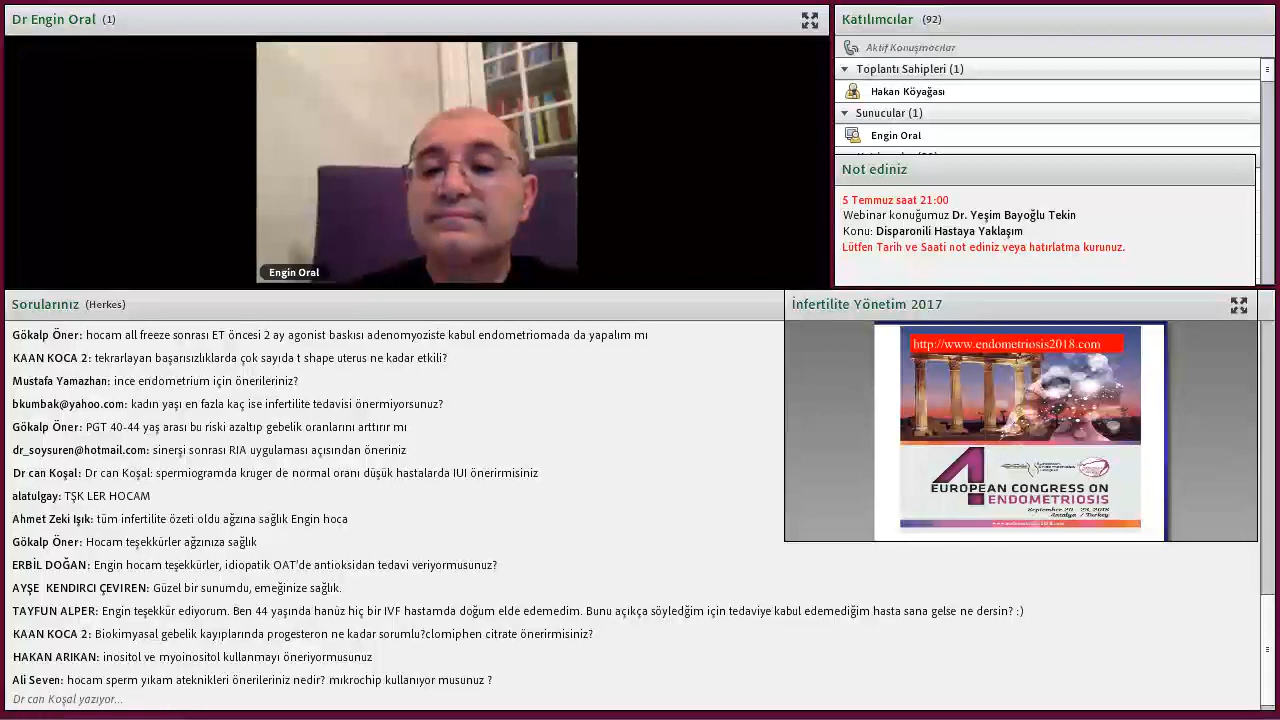 Dr Engin Oral (1)
Engin Oral
Katılımcılar (92)
Aktif Konuşmacılar
Toplantı Sahipleri (1)
Hakan Köyağası
Sunucular (1)
Engin Oral
Not ediniz
5 Temmuz saat 21:00
Webinar konuğumuz Dr. Yeşim Bayoğlu Tekin
Konu: Disparonili Hastaya Yaklaşım
Lütfen Tarih ve Saati not ediniz veya hatırlatma kurunuz.
Sorularınız (Herkes)
Gökalp Öner: hocam all freeze sonrası ET öncesi 2 ay agonist baskısı adenomyoziste kabul endometriomada da yapalım mı
KAAN KOCA 2: tekrarlayan başarısızlıklarda çok sayıda t shape uterus ne kadar etkili?
Mustafa Yamazhan: ince endometrium için önerileriniz?
bkumbak@yahoo.com: kadın yaşı en fazla kaç ise infertilite tedavisi önermiyorsunuz?
Gökalp Öner: PGT 40-44 yaş arası bu riski azaltıp gebelik oranlarını arttırır mı
dr_soysuren@hotmail.com: sinerşi sonrası RIA uygulaması açısından öneriniz
Dr can Koşal: Dr can Koşal: spermiogramda kruger de normal oranı düşük hastalarda IUI önerirmisiniz
alatulgay: TŞK LER HOCAM
Ahmet Zeki Işık: tüm infertilite özeti oldu ağzına sağlık Engin hoca
Gökalp Öner: Hocam teşekkürler ağzınıza sağlık
ERBİL DOĞAN: Engin hocam teşekkürler, idiopatik OAT'de antioksidan tedavi veriyormusunuz?
AYŞE KENDIRCI ÇEVIREN: Güzel bir sunumdu, emeğinize sağlık.
TAYFUN ALPER: Engin teşekkür ediyorum. Ben 44 yaşında hanüz hiç bir IVF hastamda doğum elde edemedim. Bunu açıkça söyledğim için tedaviye kabul edemediğim hasta sana gelse ne dersin? :)
KAAN KOCA 2: Biokimyasal gebelik kayıplarında progesteron ne kadar sorumlu?clomiphen citrate önerirmisiniz?
HAKAN ARIKAN: inositol ve myoinositol kullanmayı öneriyormusunuz
Ali Seven: hocam sperm yıkam ateknikleri önerileriniz nedir? mıkrochip kullanıyor musunuz ?
Dr can Koşal yazıyor...
İnfertilite Yönetim 2017
http://www.endometriosis2018.com
4
EUROPEAN CONGRESS ON
ENDOMETRIOSIS
September 20 - 23, 2018
Antalya / Turkey